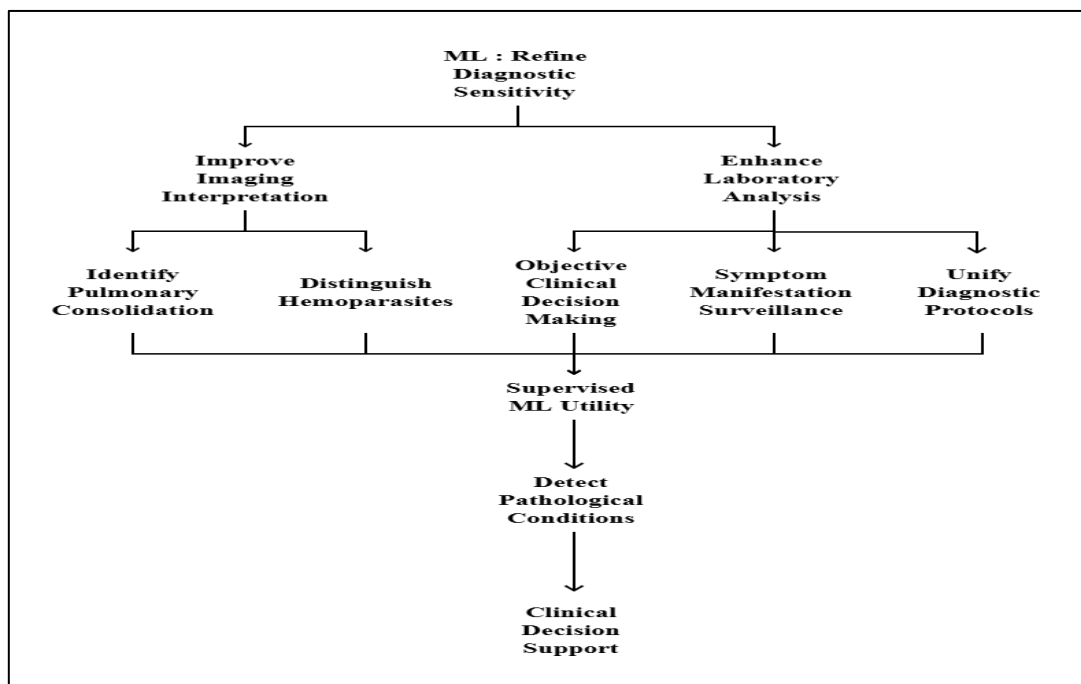 ML : Refine
Diagnostic
Sensitivity
Improve
Imaging
Interpretation
Enhance
Laboratory
Analysis
Identify
Pulmonary
Consolidation
Distinguish
Hemoparasites
Objective
Clinical
Decision
Making
Symptom
Manifestation
Surveillance
Unify
Diagnostic
Protocols
Supervised
ML Utility
Detect
Pathological
Conditions
Clinical
Decision
Support